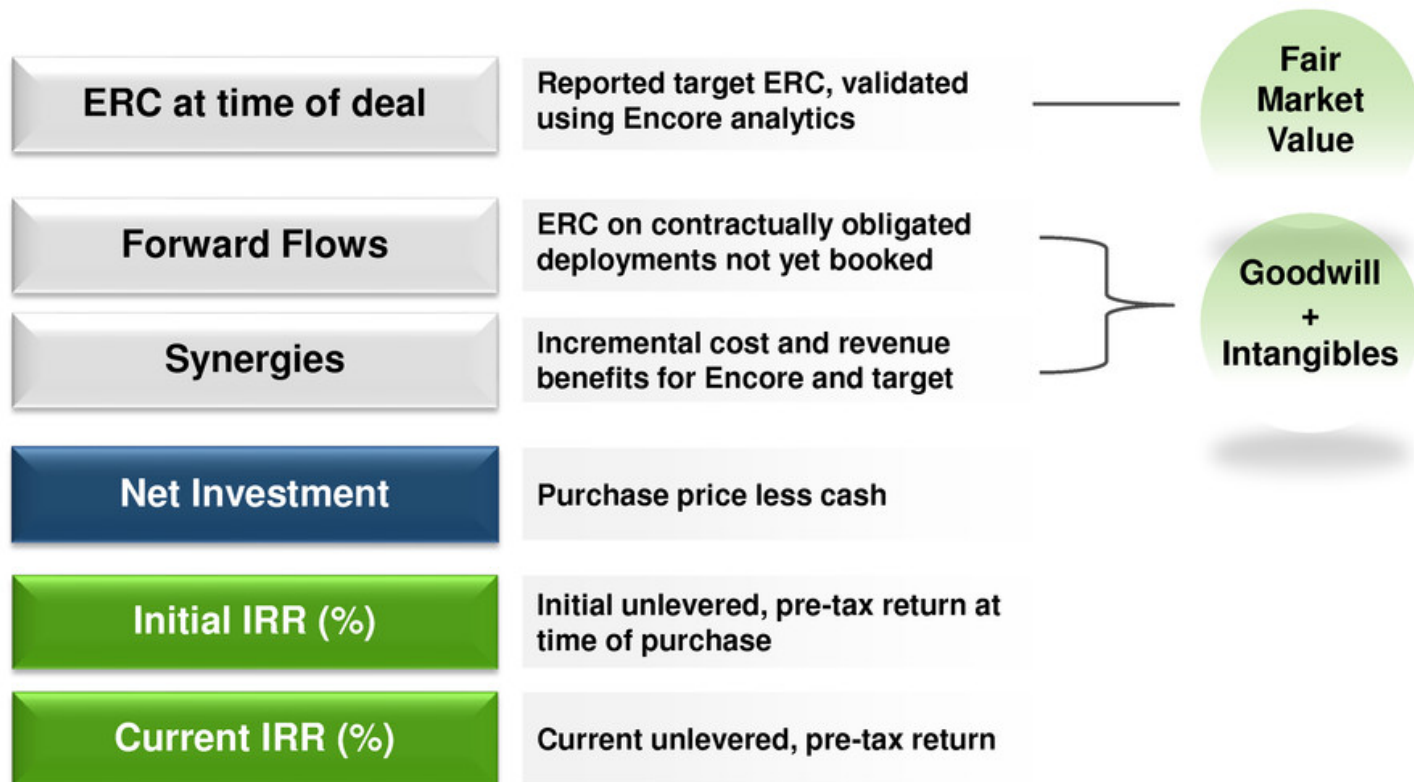 ERC at time of deal
Reported target ERC, validated
using Encore analytics
Fair
Market
Value
Forward Flows
ERC on contractually obligated
deployments not yet booked
Synergies
Incremental cost and revenue
benefits for Encore and target
Goodwill
+
Intangibles
Net Investment
Purchase price less cash
Initial IRR (%)
Initial unlevered, pre-tax return at
time of purchase
Current IRR (%)
Current unlevered, pre-tax return